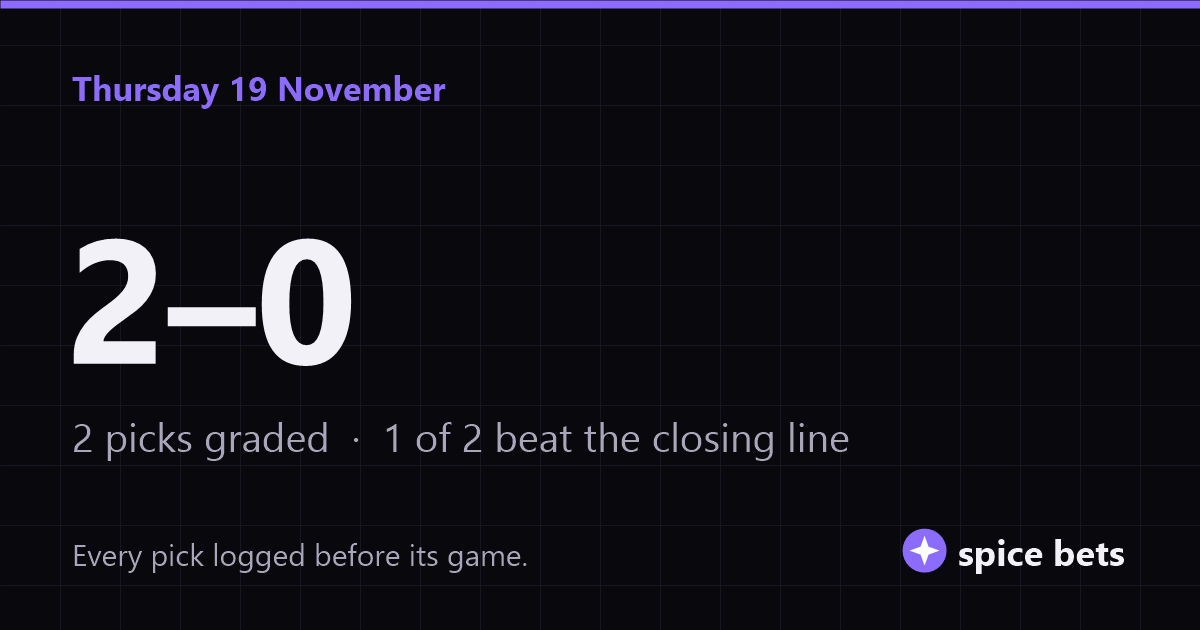 Thursday 19 November
2–0
2 picks graded · 1 of 2 beat the closing line
Every pick logged before its game.
spice bets